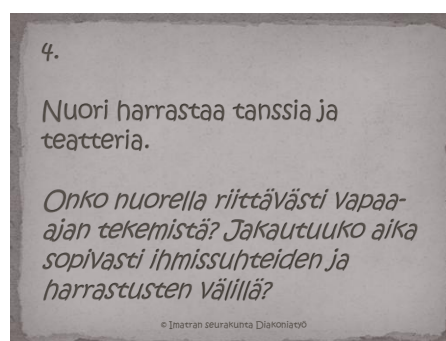 4.
Nuori harrastaa tanssia ja
teatteria.
Onko nuorella riittävästi vapaa-
ajan tekemistä? Jakautuuko aika
sopivasti ihmissuhteiden ja
harrastusten välillä?
© Imatran seurakunta Diakoniatyö